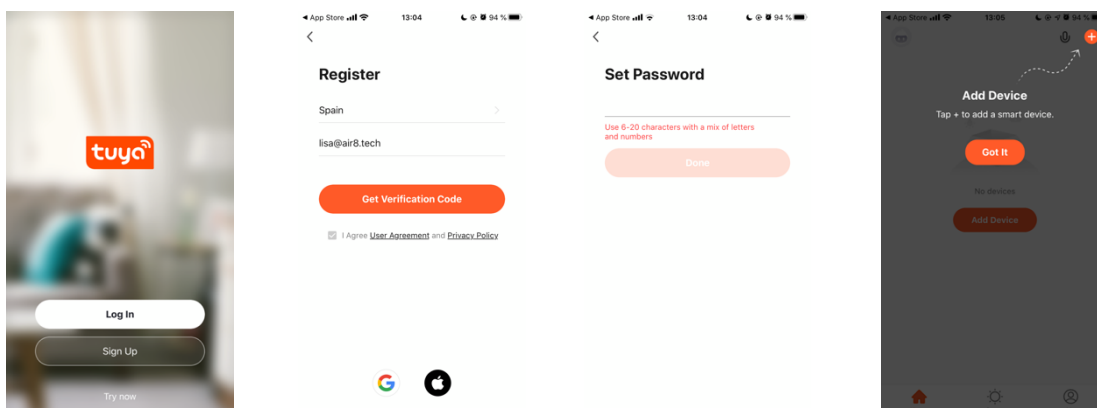 tuya
Log In
Sign Up
Try now
App Store 13:04 94 %
Register
Spain
lisa@air8.tech
Get Verification Code
I Agree User Agreement and Privacy Policy
App Store 13:04 94 %
Set Password
Use 6-20 characters with a mix of letters
and numbers
Done
App Store 13:05 94 %
Add Device
Tap + to add a smart device.
Got It
No devices
Add Device